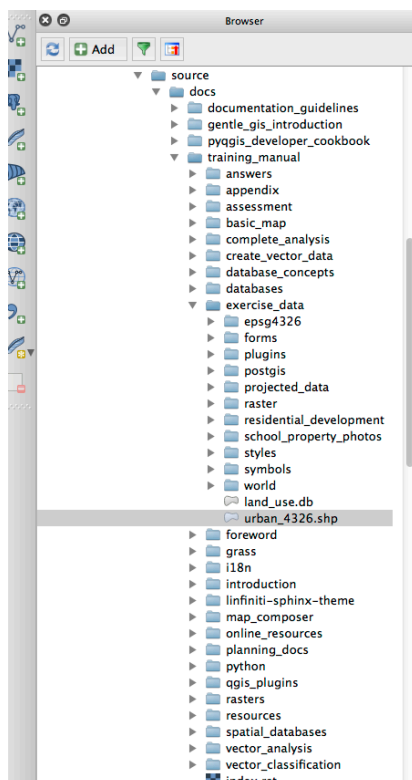 Browser
Add
source
docs
documentation_guidelines
gentle_gis_introduction
pyqgis_developer_cookbook
training_manual
answers
appendix
assessment
basic_map
complete_analysis
create_vector_data
database_concepts
databases
exercise_data
epsg4326
forms
plugins
postgis
projected_data
raster
residential_development
school_property_photos
styles
symbols
world
land_use.db
urban_4326.shp
foreword
grass
i18n
introduction
linfiniti-sphinx-theme
map_composer
online_resources
planning_docs
python
qgis_plugins
rasters
resources
spatial_databases
vector_analysis
vector_classification
index.rst